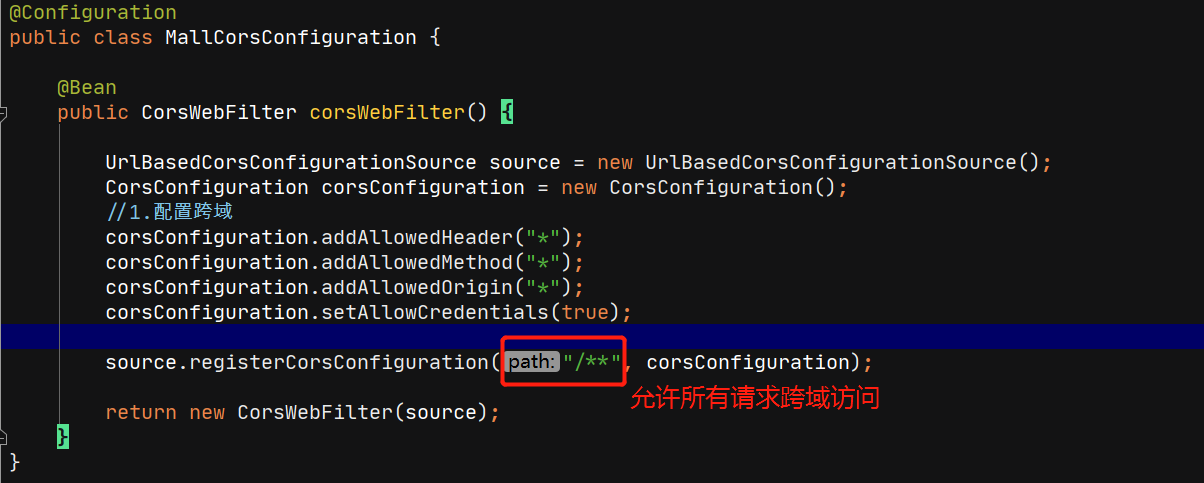 @Configuration
public class MallCorsConfiguration {
@Bean
public CorsWebFilter corsWebFilter() {
UrlBasedCorsConfigurationSource source = new UrlBasedCorsConfigurationSource();
CorsConfiguration corsConfiguration = new CorsConfiguration();
//1.配置跨域
corsConfiguration.addAllowedHeader("*");
corsConfiguration.addAllowedMethod("*");
corsConfiguration.addAllowedOrigin("*");
corsConfiguration.setAllowCredentials(true);
source.registerCorsConfiguration( path: "/**", corsConfiguration);
允许所有请求跨域访问
return new CorsWebFilter(source);
}
}